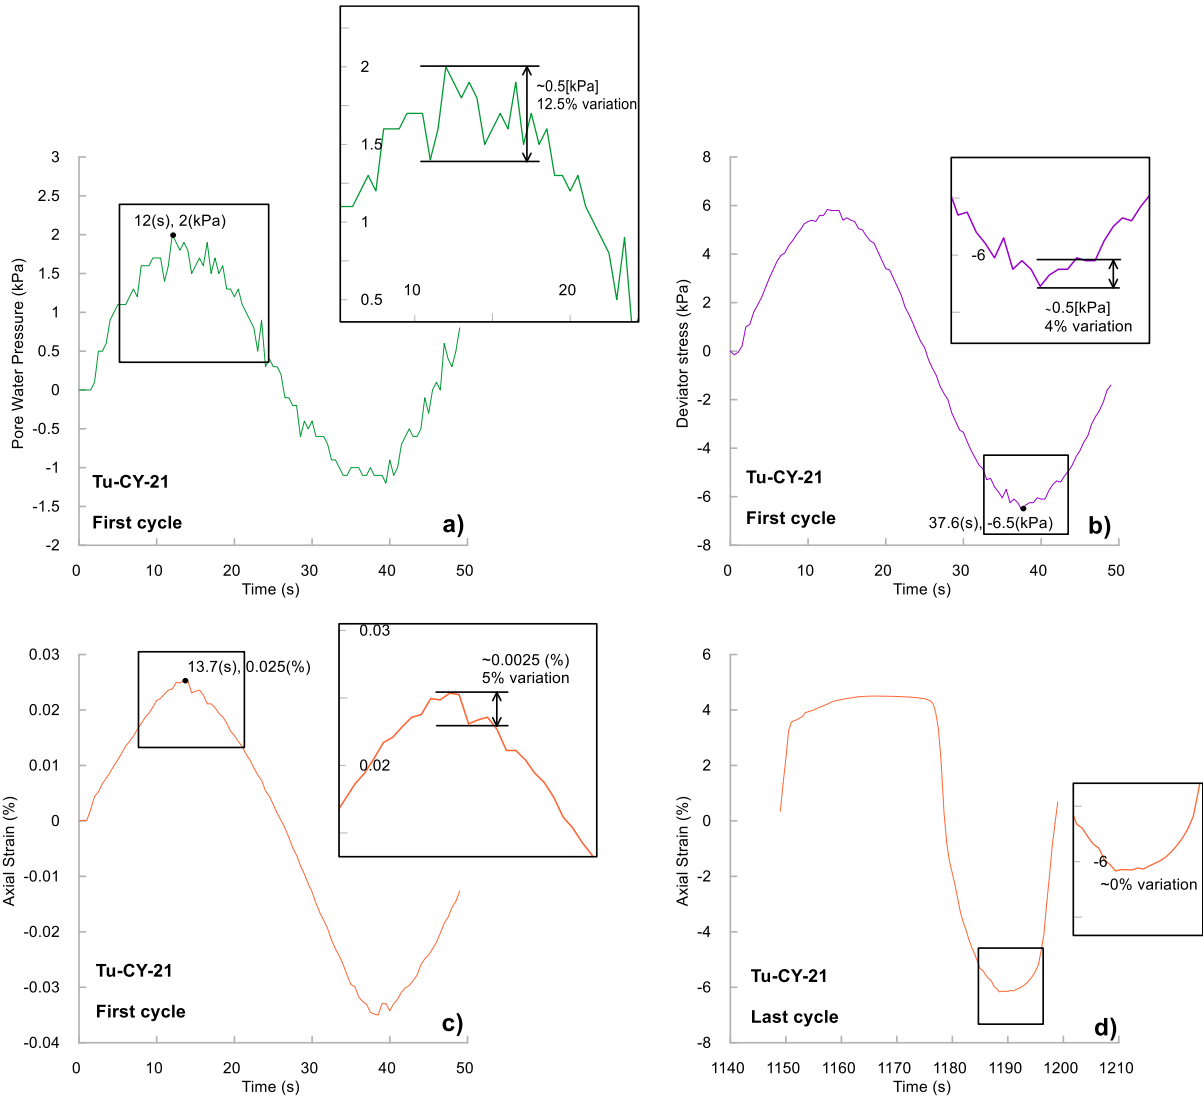 2
~0.5[kPa]
12.5% variation
1.5
1
0.5
10
20
3
2.5
2
1.5
1
0.5
0
-0.5
-1
-1.5
-2
Pore Water Pressure (kPa)
12(s), 2(kPa)
Tu-CY-21
First cycle
a)
0
10
20
30
40
50
Time (s)
8
6
4
2
0
-2
-4
-6
-8
Deviator stress (kPa)
-6
~0.5[kPa]
4% variation
Tu-CY-21
First cycle
37.6(s), -6.5(kPa)
b)
0
10
20
30
40
50
Time (s)
0.03
0.02
0.01
0
-0.01
-0.02
-0.03
-0.04
Axial Strain (%)
13.7(s), 0.025(%)
0.03
~0.0025 (%)
5% variation
0.02
Tu-CY-21
First cycle
c)
0
10
20
30
40
50
Time (s)
6
4
2
0
-2
-4
-6
-8
Axial Strain (%)
-6
~0% variation
Tu-CY-21
Last cycle
d)
1140
1150
1160
1170
1180
1190
1200
1210
Time (s)